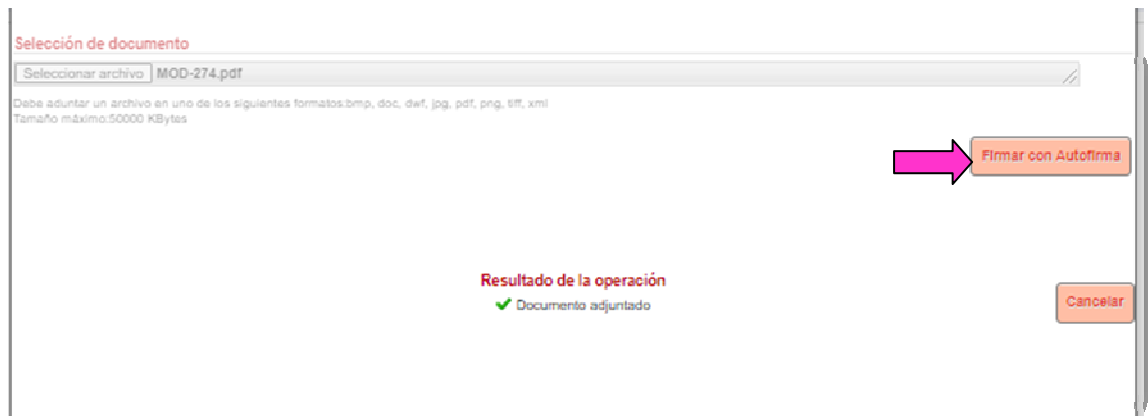 Selección de documento
Seleccionar archivo MOD-274.pdf
Debe adjuntar un archivo en uno de los siguientes formatos:bmp, doc, dwf, jpg, pdf, png, tiff, xml
Tamaño máximo:50000 KBytes
Firmar con Autofirma
Resultado de la operación
Documento adjuntado
Cancelar